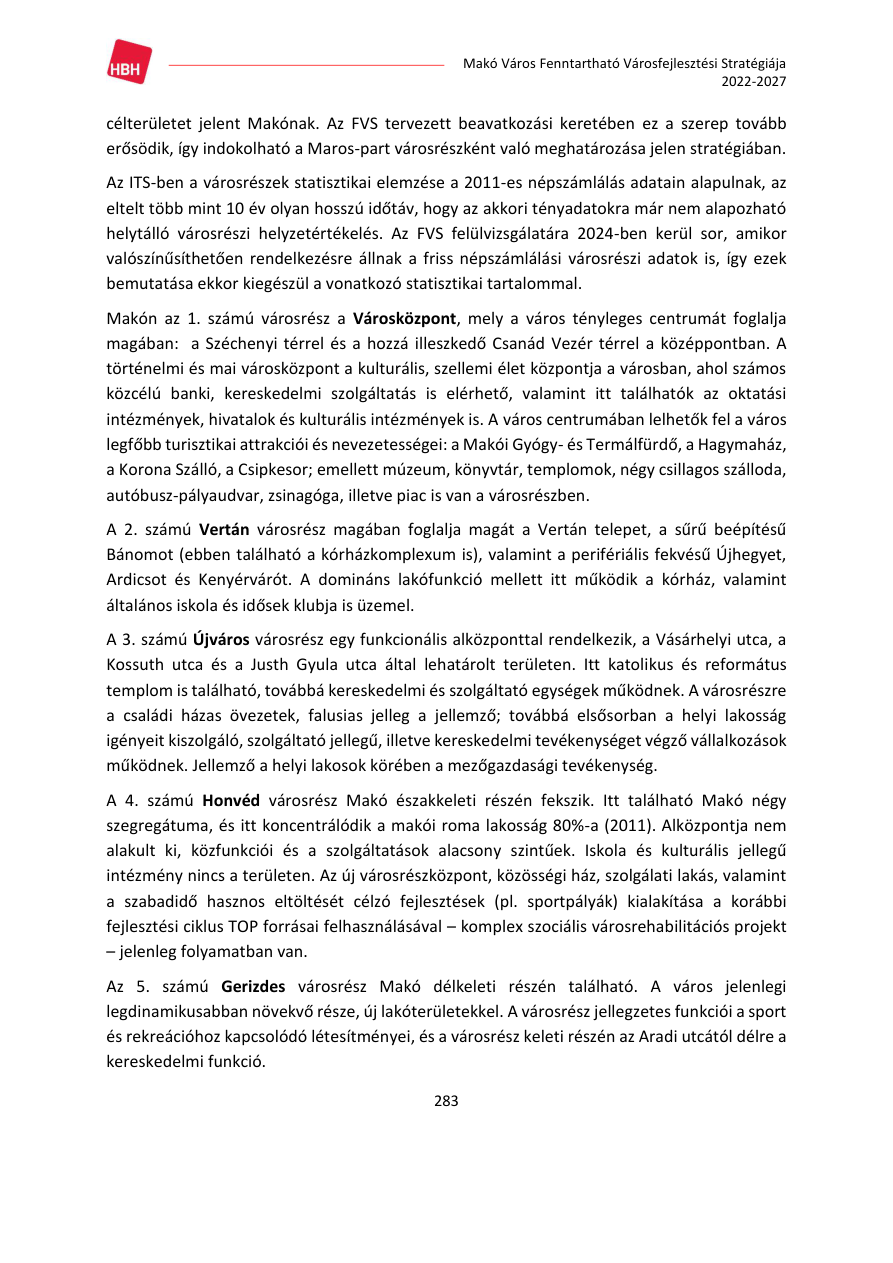 HBH
Makó Város Fenntartható Városfejlesztési Stratégiája
2022-2027
célterületet jelent Makónak. Az FVS tervezett beavatkozási keretében ez a szerep tovább
erősödik, így indokolható a Maros-part városrészként való meghatározása jelen stratégiában.
Az ITS-ben a városrészek statisztikai elemzése a 2011-es népszámlálás adatain alapulnak, az
eltelt több mint 10 év olyan hosszú időtáv, hogy az akkori tényadatokra már nem alapozható
helytálló városrészi helyzetértékelés. Az FVS felülvizsgálatára 2024-ben kerül sor, amikor
valószínűsíthetően rendelkezésre állnak a friss népszámlálási városrészi adatok is, így ezek
bemutatása ekkor kiegészül a vonatkozó statisztikai tartalommal.
Makón az 1. számú városrész a Városközpont, mely a város tényleges centrumát foglalja
magában: a Széchenyi térrel és a hozzá illeszkedő Csanád Vezér térrel a középpontban. A
történelmi és mai városközpont a kulturális, szellemi élet központja a városban, ahol számos
közcélú banki, kereskedelmi szolgáltatás is elérhető, valamint itt találhatók az oktatási
intézmények, hivatalok és kulturális intézmények is. A város centrumában lelhetők fel a város
legfőbb turisztikai attrakciói és nevezetességei: a Makói Gyógy- és Termálfürdő, a Hagymaház,
a Korona Szálló, a Csipkesor; emellett múzeum, könyvtár, templomok, négy csillagos szálloda,
autóbusz-pályaudvar, zsinagóga, illetve piac is van a városrészben.
A 2. számú Vertán városrész magában foglalja magát a Vertán telepet, a sűrű beépítésű
Bánomot (ebben található a kórházkomplexum is), valamint a perifériális fekvésű Újhegyet,
Ardicsot és Kenyérvárót. A domináns lakófunkció mellett itt működik a kórház, valamint
általános iskola és idősek klubja is üzemel.
A 3. számú Újváros városrész egy funkcionális alközponttal rendelkezik, a Vásárhelyi utca, a
Kossuth utca és a Justh Gyula utca által lehatárolt területen. Itt katolikus és református
templom is található, továbbá kereskedelmi és szolgáltató egységek működnek. A városrészre
a családi házas övezetek, falusias jelleg a jellemző; továbbá elsősorban a helyi lakosság
igényeit kiszolgáló, szolgáltató jellegű, illetve kereskedelmi tevékenységet végző vállalkozások
működnek. Jellemző a helyi lakosok körében a mezőgazdasági tevékenység.
A 4. számú Honvéd városrész Makó északkeleti részén fekszik. Itt található Makó négy
szegregátuma, és itt koncentrálódik a makói roma lakosság 80%-a (2011). Alközpontja nem
alakult ki, közfunkciói és a szolgáltatások alacsony szintűek. Iskola és kulturális jellegű
intézmény nincs a területen. Az új városrészközpont, közösségi ház, szolgálati lakás, valamint
a szabadidő hasznos eltöltését célzó fejlesztések (pl. sportpályák) kialakítása a korábbi
fejlesztési ciklus TOP forrásai felhasználásával – komplex szociális városrehabilitációs projekt
– jelenleg folyamatban van.
Az 5. számú Gerizdes városrész Makó délkeleti részén található. A város jelenlegi
legdinamikusabban növekvő része, új lakóterületekkel. A városrész jellegzetes funkciói a sport
és rekreációhoz kapcsolódó létesítményei, és a városrész keleti részén az Aradi utcától délre a
kereskedelmi funkció.
283